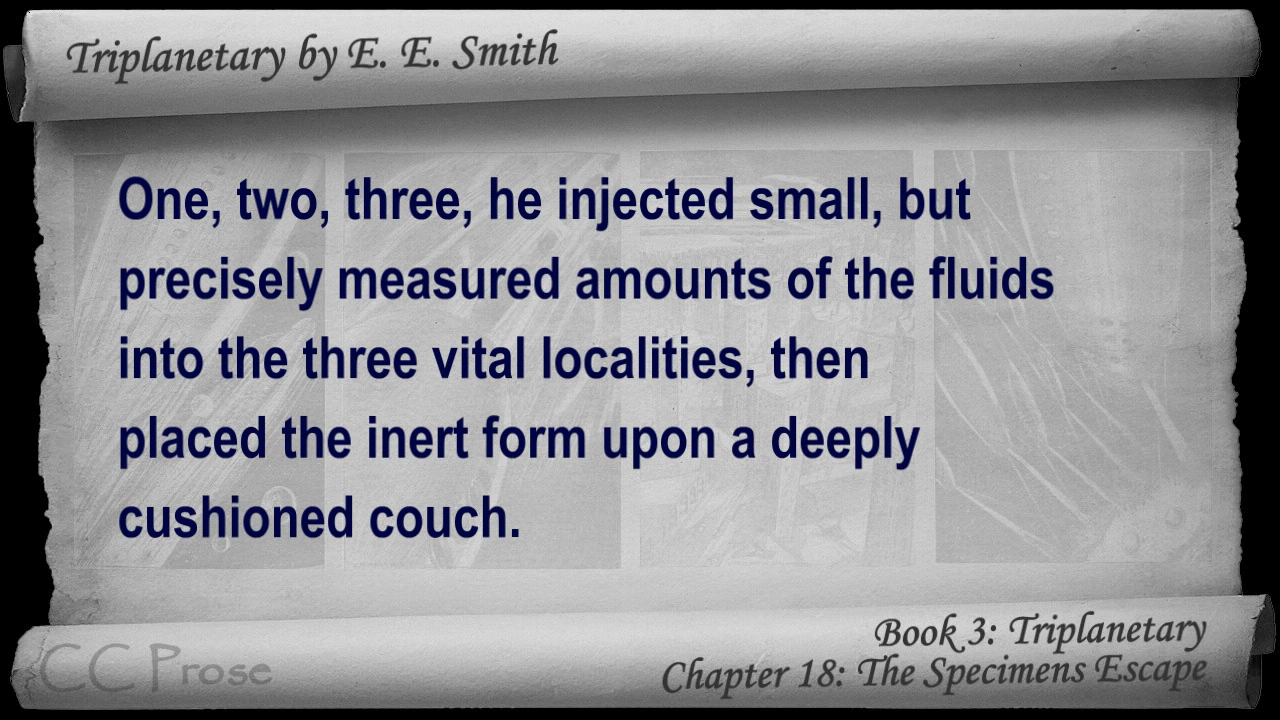 Triplanetary by E. E. Smith
One, two, three, he injected small, but
precisely measured amounts of the fluids
into the three vital localities, then
placed the inert form upon a deeply
cushioned couch.
Book 3: Triplanetary
Chapter 18: The Specimens Escape
CC Prose